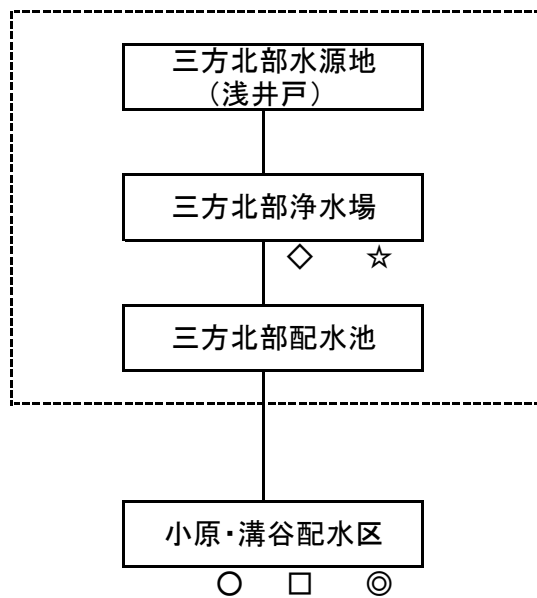 三方北部水源地
（浅井戸）
三方北部浄水場
◇ ☆
三方北部配水池
小原・溝谷配水区
○ □ ◎